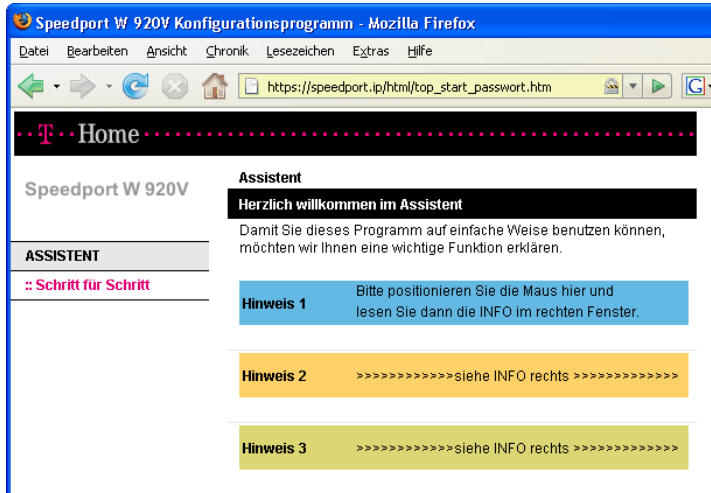 Speedport W 920V Konfigurationsprogramm - Mozilla Firefox
Datei Bearbeiten Ansicht Chronik Lesezeichen Extras Hilfe
https://speedport.ip/html/top_start_passwort.htm
G
T Home
Speedport W 920V
ASSISTENT
:: Schritt für Schritt
Assistent
Herzlich willkommen im Assistent
Damit Sie dieses Programm auf einfache Weise benutzen können,
möchten wir Ihnen eine wichtige Funktion erklären.
Hinweis 1
Bitte positionieren Sie die Maus hier und
lesen Sie dann die INFO im rechten Fenster.
Hinweis 2 >>>>>>>>>>>>siehe INFO rechts >>>>>>>>>>>>>
Hinweis 3 >>>>>>>>>>>>siehe INFO rechts >>>>>>>>>>>>>